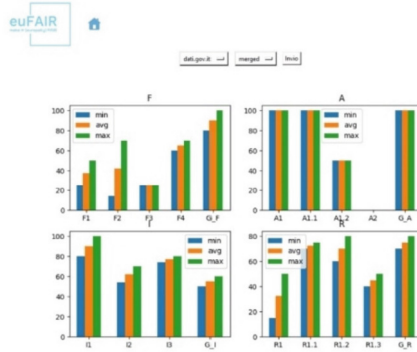 euFAIR
dati.gov.it merged Invio
F
100
80
60
40
20
0
min
avg
max
F1 F2 F3 F4 G_F
A
100
80
60
40
20
0
min
avg
max
A1 A1.1 A1.2 A2 G_A
I
100
80
60
40
20
0
min
avg
max
I1 I2 I3 G_I
R
80
60
40
20
0
min
avg
max
R1 R1.1 R1.2 R1.3 G_R